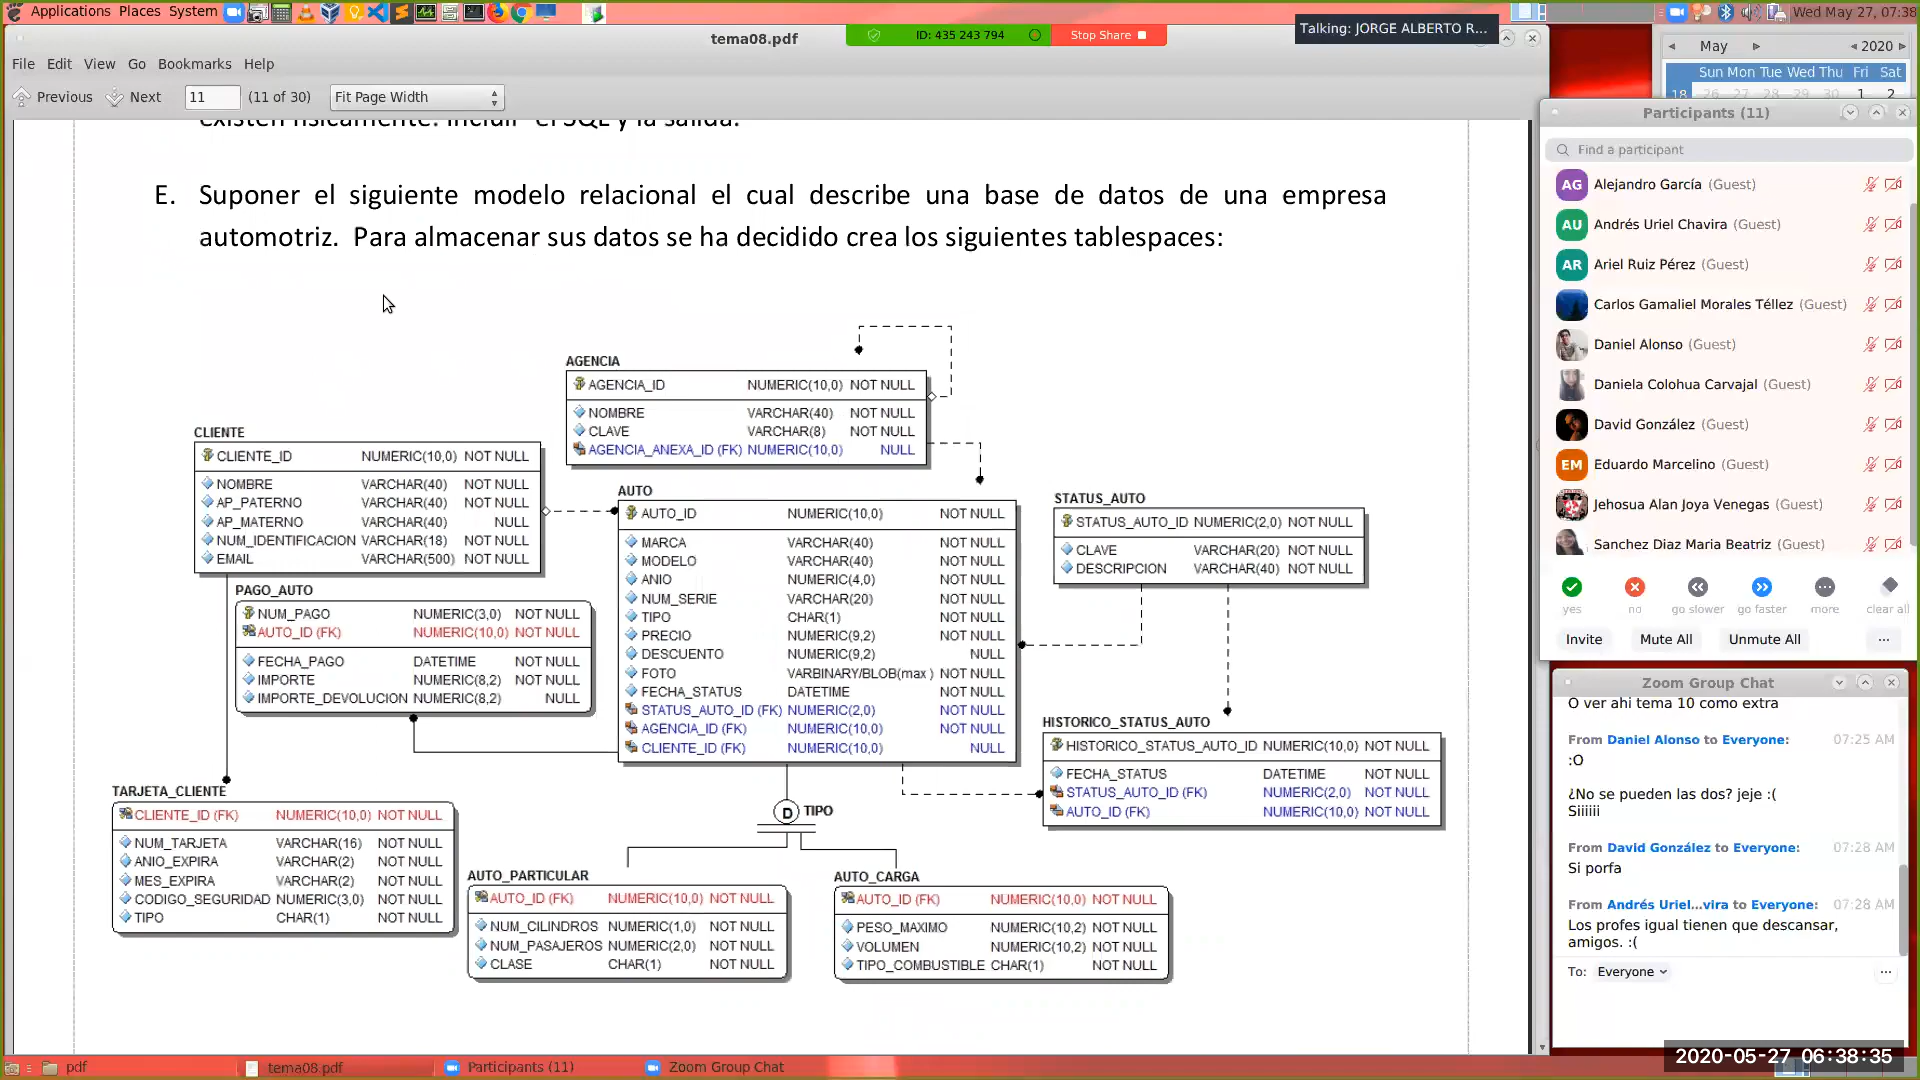 Applications Places System
Wed May 27, 07:38
tema08.pdf
ID: 435 243 794
Stop Share
Talking: JORGE ALBERTO R...
File Edit View Go Bookmarks Help
Previous Next 11 (11 of 30) Fit Page Width
existen físicamente. Incluir el SQL y la salida.
E. Suponer el siguiente modelo relacional el cual describe una base de datos de una empresa
automotriz. Para almacenar sus datos se ha decidido crea los siguientes tablespaces:
AGENCIA
AGENCIA_ID NUMERIC(10,0) NOT NULL
NOMBRE VARCHAR(40) NOT NULL
CLAVE VARCHAR(8) NOT NULL
AGENCIA_ANEXA_ID (FK) NUMERIC(10,0) NULL
CLIENTE
CLIENTE_ID NUMERIC(10,0) NOT NULL
NOMBRE VARCHAR(40) NOT NULL
AP_PATERNO VARCHAR(40) NOT NULL
AP_MATERNO VARCHAR(40) NULL
NUM_IDENTIFICACION VARCHAR(18) NOT NULL
EMAIL VARCHAR(500) NOT NULL
AUTO
AUTO_ID NUMERIC(10,0) NOT NULL
MARCA VARCHAR(40) NOT NULL
MODELO VARCHAR(40) NOT NULL
ANIO NUMERIC(4,0) NOT NULL
NUM_SERIE VARCHAR(20) NOT NULL
TIPO CHAR(1) NOT NULL
PRECIO NUMERIC(9,2) NOT NULL
DESCUENTO NUMERIC(9,2) NULL
FOTO VARBINARY/BLOB(max) NOT NULL
FECHA_STATUS DATETIME NOT NULL
STATUS_AUTO_ID (FK) NUMERIC(2,0) NOT NULL
AGENCIA_ID (FK) NUMERIC(10,0) NOT NULL
CLIENTE_ID (FK) NUMERIC(10,0) NULL
STATUS_AUTO
STATUS_AUTO_ID NUMERIC(2,0) NOT NULL
CLAVE VARCHAR(20) NOT NULL
DESCRIPCION VARCHAR(40) NOT NULL
PAGO_AUTO
NUM_PAGO NUMERIC(3,0) NOT NULL
AUTO_ID (FK) NUMERIC(10,0) NOT NULL
FECHA_PAGO DATETIME NOT NULL
IMPORTE NUMERIC(8,2) NOT NULL
IMPORTE_DEVOLUCION NUMERIC(8,2) NULL
HISTORICO_STATUS_AUTO
HISTORICO_STATUS_AUTO_ID NUMERIC(10,0) NOT NULL
FECHA_STATUS DATETIME NOT NULL
STATUS_AUTO_ID (FK) NUMERIC(2,0) NOT NULL
AUTO_ID (FK) NUMERIC(10,0) NOT NULL
TARJETA_CLIENTE
CLIENTE_ID (FK) NUMERIC(10,0) NOT NULL
NUM_TARJETA VARCHAR(16) NOT NULL
ANIO_EXPIRA VARCHAR(2) NOT NULL
MES_EXPIRA VARCHAR(2) NOT NULL
CODIGO_SEGURIDAD NUMERIC(3,0) NOT NULL
TIPO CHAR(1) NOT NULL
D TIPO
AUTO_PARTICULAR
AUTO_ID (FK) NUMERIC(10,0) NOT NULL
NUM_CILINDROS NUMERIC(1,0) NOT NULL
NUM_PASAJEROS NUMERIC(2,0) NOT NULL
CLASE CHAR(1) NOT NULL
AUTO_CARGA
AUTO_ID (FK) NUMERIC(10,0) NOT NULL
PESO_MAXIMO NUMERIC(10,2) NOT NULL
VOLUMEN NUMERIC(10,2) NOT NULL
TIPO_COMBUSTIBLE CHAR(1) NOT NULL
May 2020
Sun Mon Tue Wed Thu Fri Sat
18 26 27 28 29 30 1 2
Participants (11)
Find a participant
AG Alejandro García (Guest)
AU Andrés Uriel Chavira (Guest)
AR Ariel Ruiz Pérez (Guest)
Carlos Gamaliel Morales Téllez (Guest)
Daniel Alonso (Guest)
Daniela Colohua Carvajal (Guest)
David González (Guest)
EM Eduardo Marcelino (Guest)
Jehosua Alan Joya Venegas (Guest)
Sanchez Diaz Maria Beatriz (Guest)
yes no go slower go faster more clear all
Invite Mute All Unmute All ...
Zoom Group Chat
O ver ahi tema 10 como extra
From Daniel Alonso to Everyone: 07:25 AM
:O
¿No se pueden las dos? jeje :(
Siiiiii
From David González to Everyone: 07:28 AM
Si porfa
From Andrés Uriel...vira to Everyone: 07:28 AM
Los profes igual tienen que descansar,
amigos. :(
To: Everyone ...
pdf
tema08.pdf
Participants (11)
Zoom Group Chat
2020-05-27 06:38:35